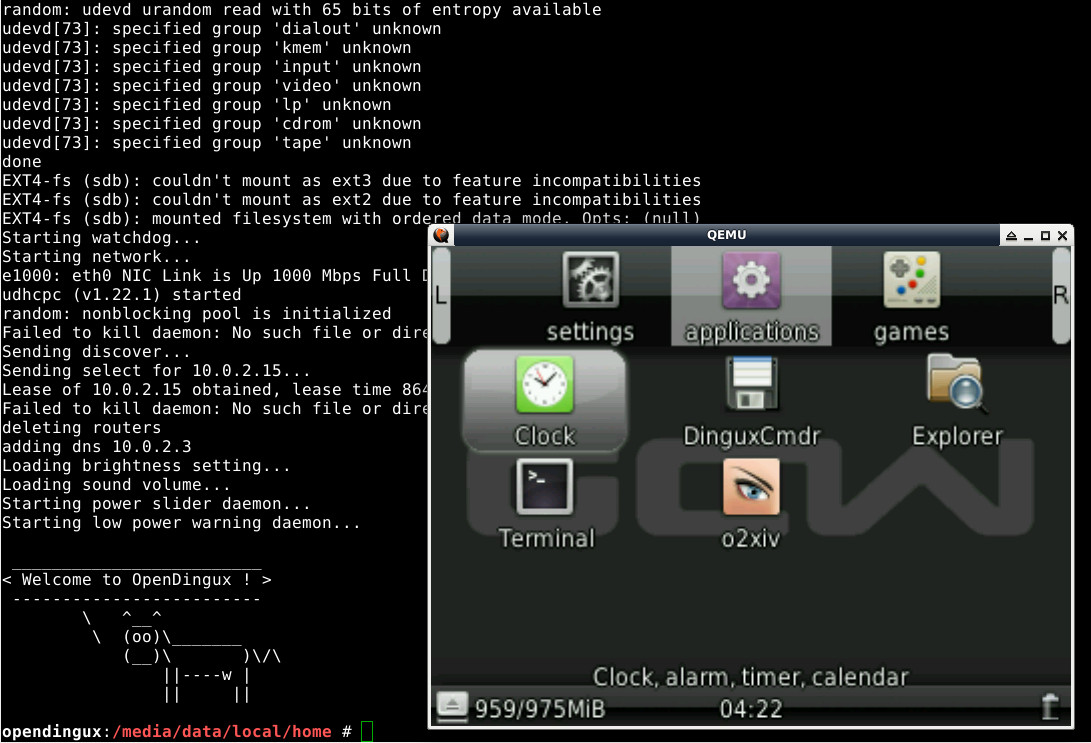 random: udevd urandom read with 65 bits of entropy available
udevd[73]: specified group 'dialout' unknown
udevd[73]: specified group 'kmem' unknown
udevd[73]: specified group 'input' unknown
udevd[73]: specified group 'video' unknown
udevd[73]: specified group 'lp' unknown
udevd[73]: specified group 'cdrom' unknown
udevd[73]: specified group 'tape' unknown
done
EXT4-fs (sdb): couldn't mount as ext3 due to feature incompatibilities
EXT4-fs (sdb): couldn't mount as ext2 due to feature incompatibilities
EXT4-fs (sdb): mounted filesystem with ordered data mode. Opts: (null)
Starting watchdog...
Starting network...
e1000: eth0 NIC Link is Up 1000 Mbps Full D
udhcpc (v1.22.1) started
random: nonblocking pool is initialized
Failed to kill daemon: No such file or dire
Sending discover...
Sending select for 10.0.2.15...
Lease of 10.0.2.15 obtained, lease time 864
Failed to kill daemon: No such file or dire
deleting routers
adding dns 10.0.2.3
Loading brightness setting...
Loading sound volume...
Starting power slider daemon...
Starting low power warning daemon...
 _________________________
< Welcome to OpenDingux ! >
 -------------------------
        \   ^__^
         \  (oo)\_______
            (__)\       )\/\
                ||----w |
                ||     ||
opendingux:/media/data/local/home #
QEMU
L
settings
applications
games
R
Clock
DinguxCmdr
Explorer
Terminal
o2xiv
GCW
Clock, alarm, timer, calendar
959/975MiB
04:22